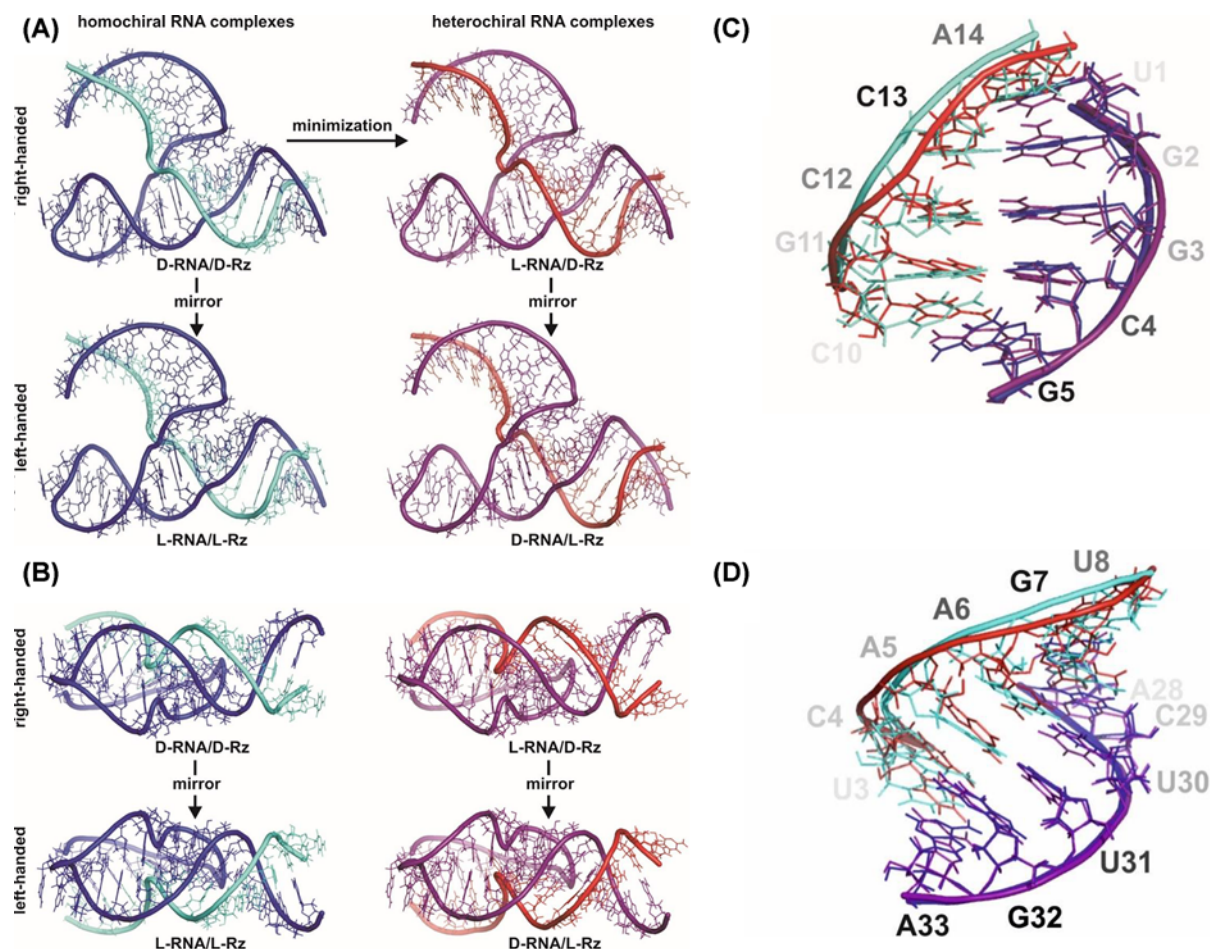 (A)
homochiral RNA complexes
heterochiral RNA complexes
right-handed
minimization
D-RNA/D-Rz
L-RNA/D-Rz
mirror
mirror
left-handed
L-RNA/L-Rz
D-RNA/L-Rz
(B)
right-handed
D-RNA/D-Rz
L-RNA/D-Rz
mirror
mirror
left-handed
L-RNA/L-Rz
D-RNA/L-Rz
(C)
A14
U1
C13
G2
C12
G11
G3
C4
C10
G5
(D)
U8
G7
A6
A5
A28
C4
C29
U3
U30
U31
G32
A33